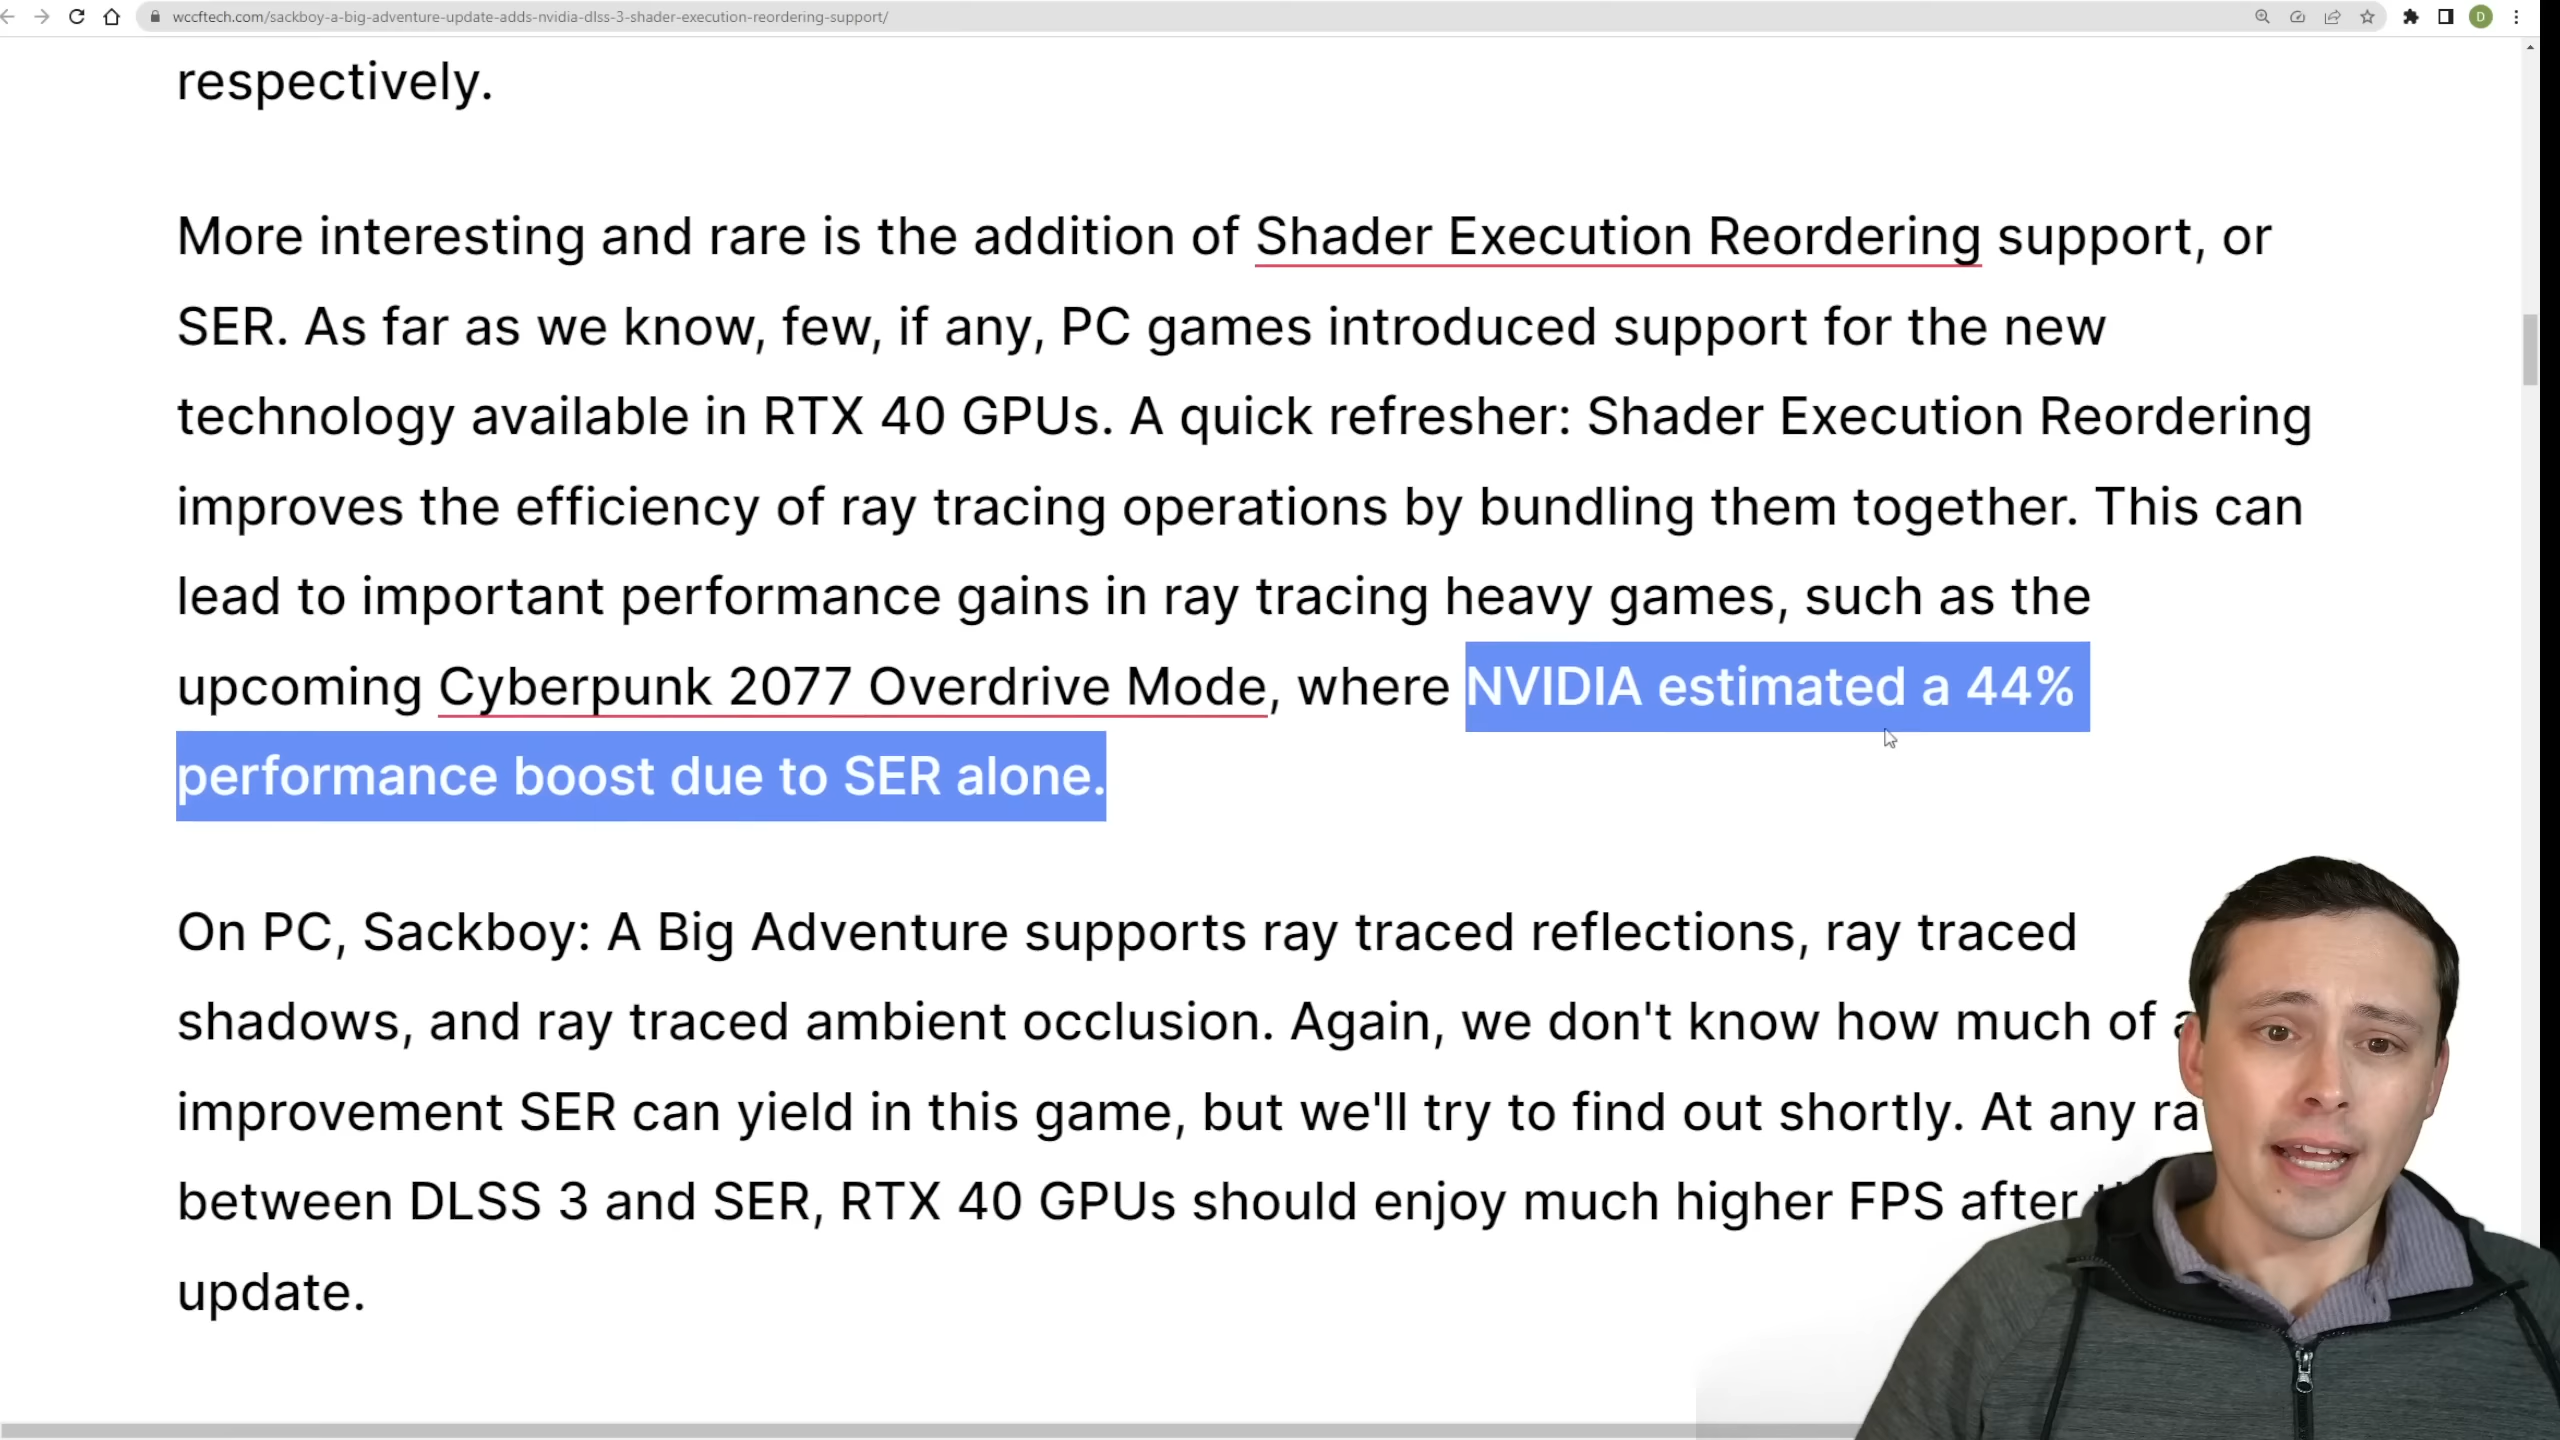 wccftech.com/sackboy-a-big-adventure-update-adds-nvidia-dlss-3-shader-execution-reordering-support/
D
respectively.
More interesting and rare is the addition of Shader Execution Reordering support, or
SER. As far as we know, few, if any, PC games introduced support for the new
technology available in RTX 40 GPUs. A quick refresher: Shader Execution Reordering
improves the efficiency of ray tracing operations by bundling them together. This can
lead to important performance gains in ray tracing heavy games, such as the
upcoming Cyberpunk 2077 Overdrive Mode, where NVIDIA estimated a 44%
performance boost due to SER alone.
On PC, Sackboy: A Big Adventure supports ray traced reflections, ray traced
shadows, and ray traced ambient occlusion. Again, we don't know how much of
improvement SER can yield in this game, but we'll try to find out shortly. At any
between DLSS 3 and SER, RTX 40 GPUs should enjoy much higher FPS after
update.